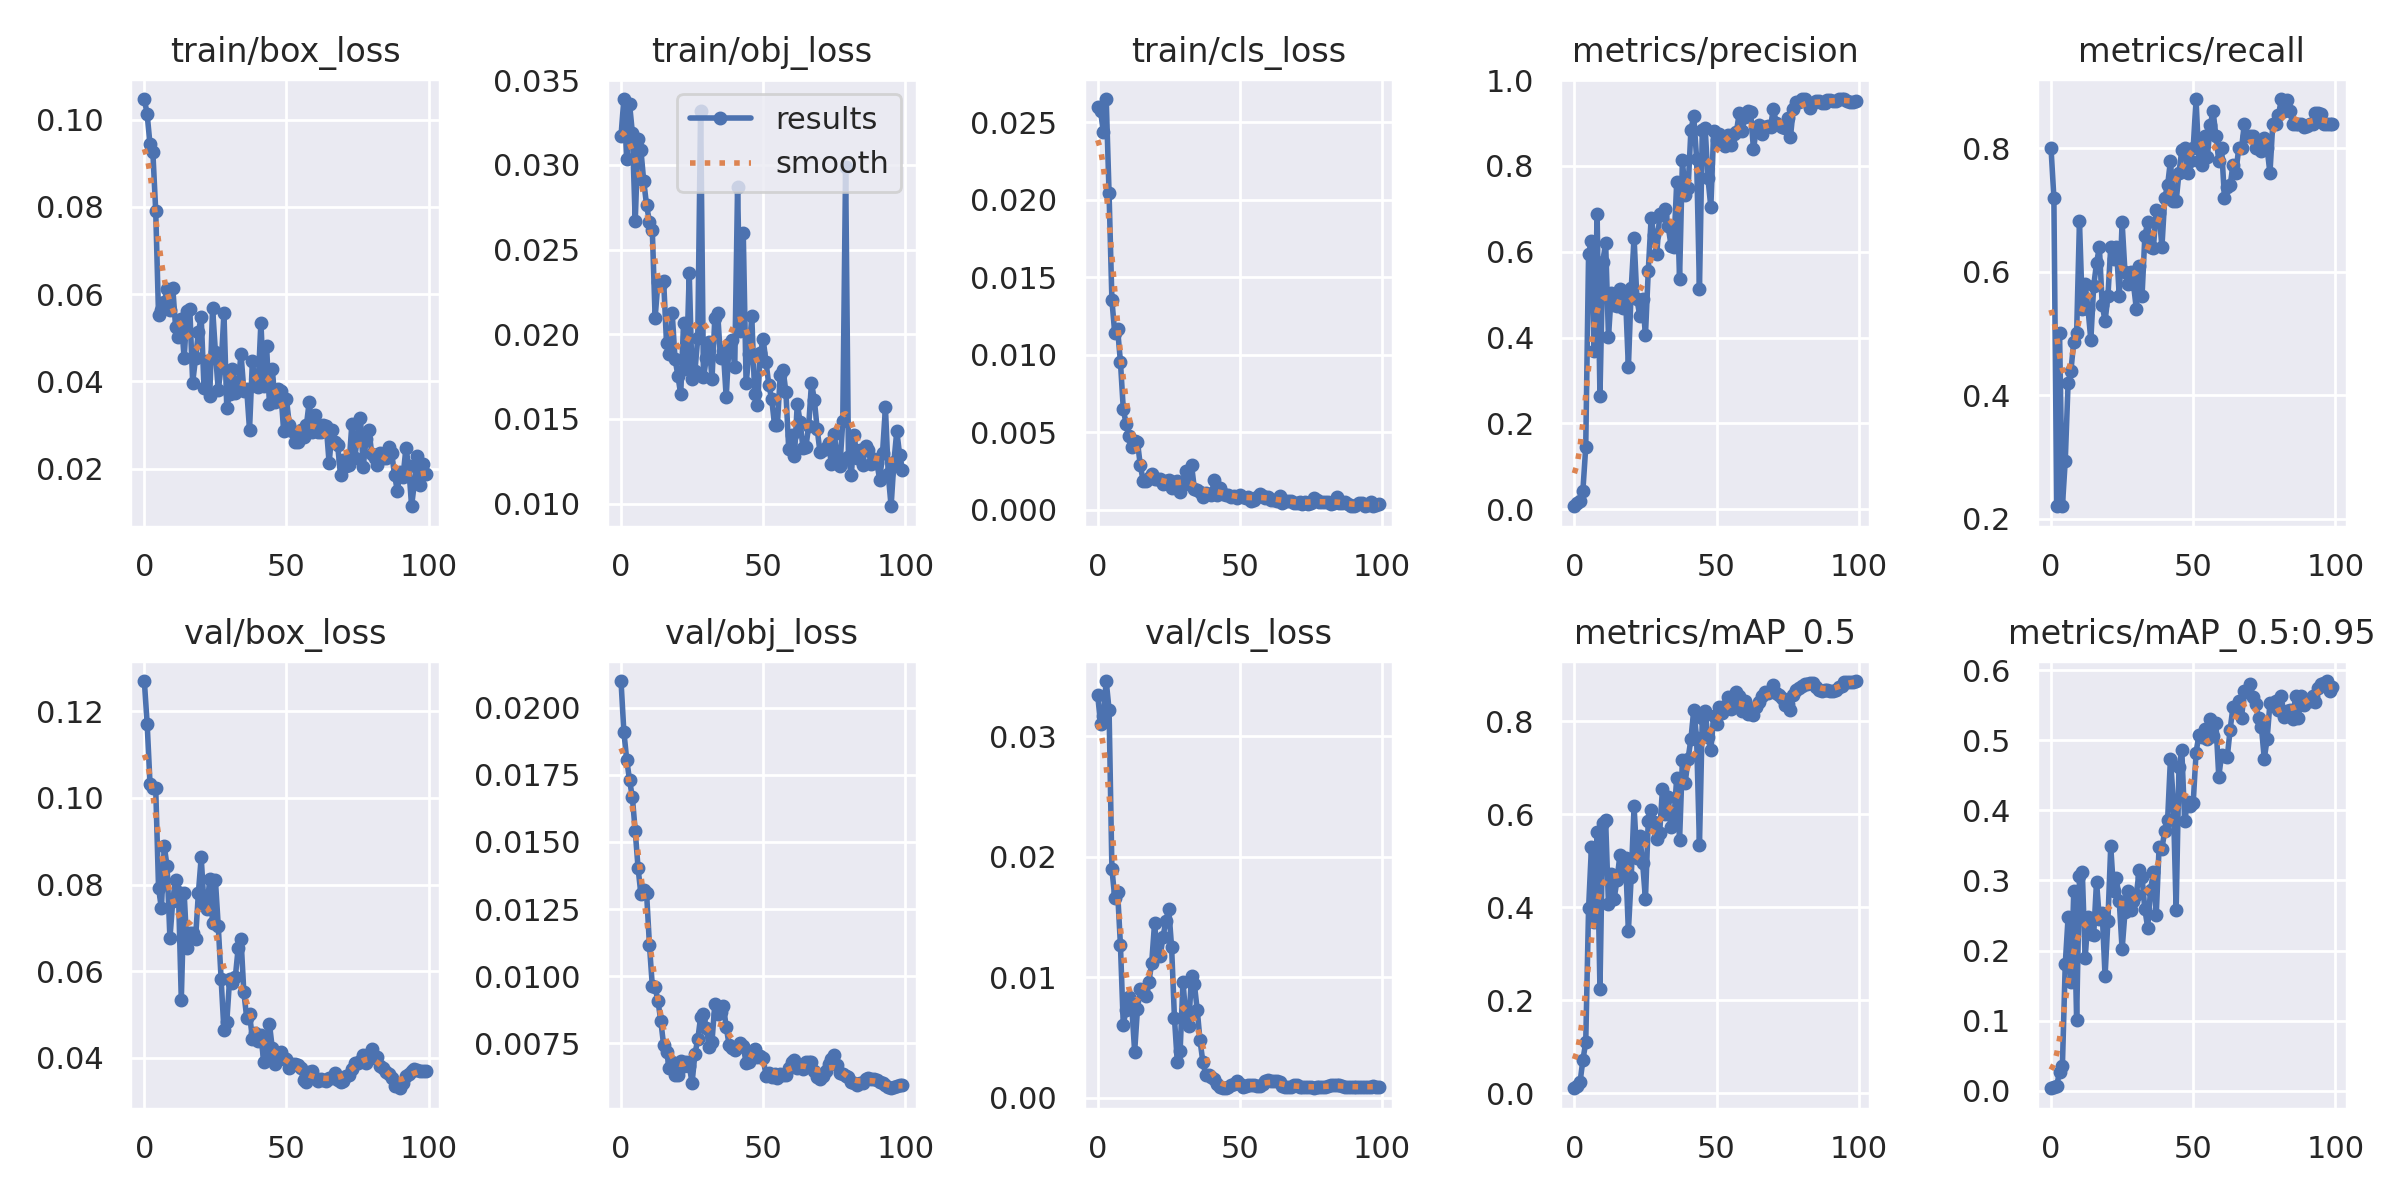 train/box_loss
train/obj_loss
train/cls_loss
metrics/precision
metrics/recall
0.10
0.08
0.06
0.04
0.02
0 50 100
0.035
0.030
0.025
0.020
0.015
0.010
results
smooth
0 50 100
0.025
0.020
0.015
0.010
0.005
0.000
0 50 100
1.0
0.8
0.6
0.4
0.2
0.0
0 50 100
0.8
0.6
0.4
0.2
0 50 100
val/box_loss
val/obj_loss
val/cls_loss
metrics/mAP_0.5
metrics/mAP_0.5:0.95
0.12
0.10
0.08
0.06
0.04
0 50 100
0.0200
0.0175
0.0150
0.0125
0.0100
0.0075
0 50 100
0.03
0.02
0.01
0.00
0 50 100
0.8
0.6
0.4
0.2
0.0
0 50 100
0.6
0.5
0.4
0.3
0.2
0.1
0.0
0 50 100